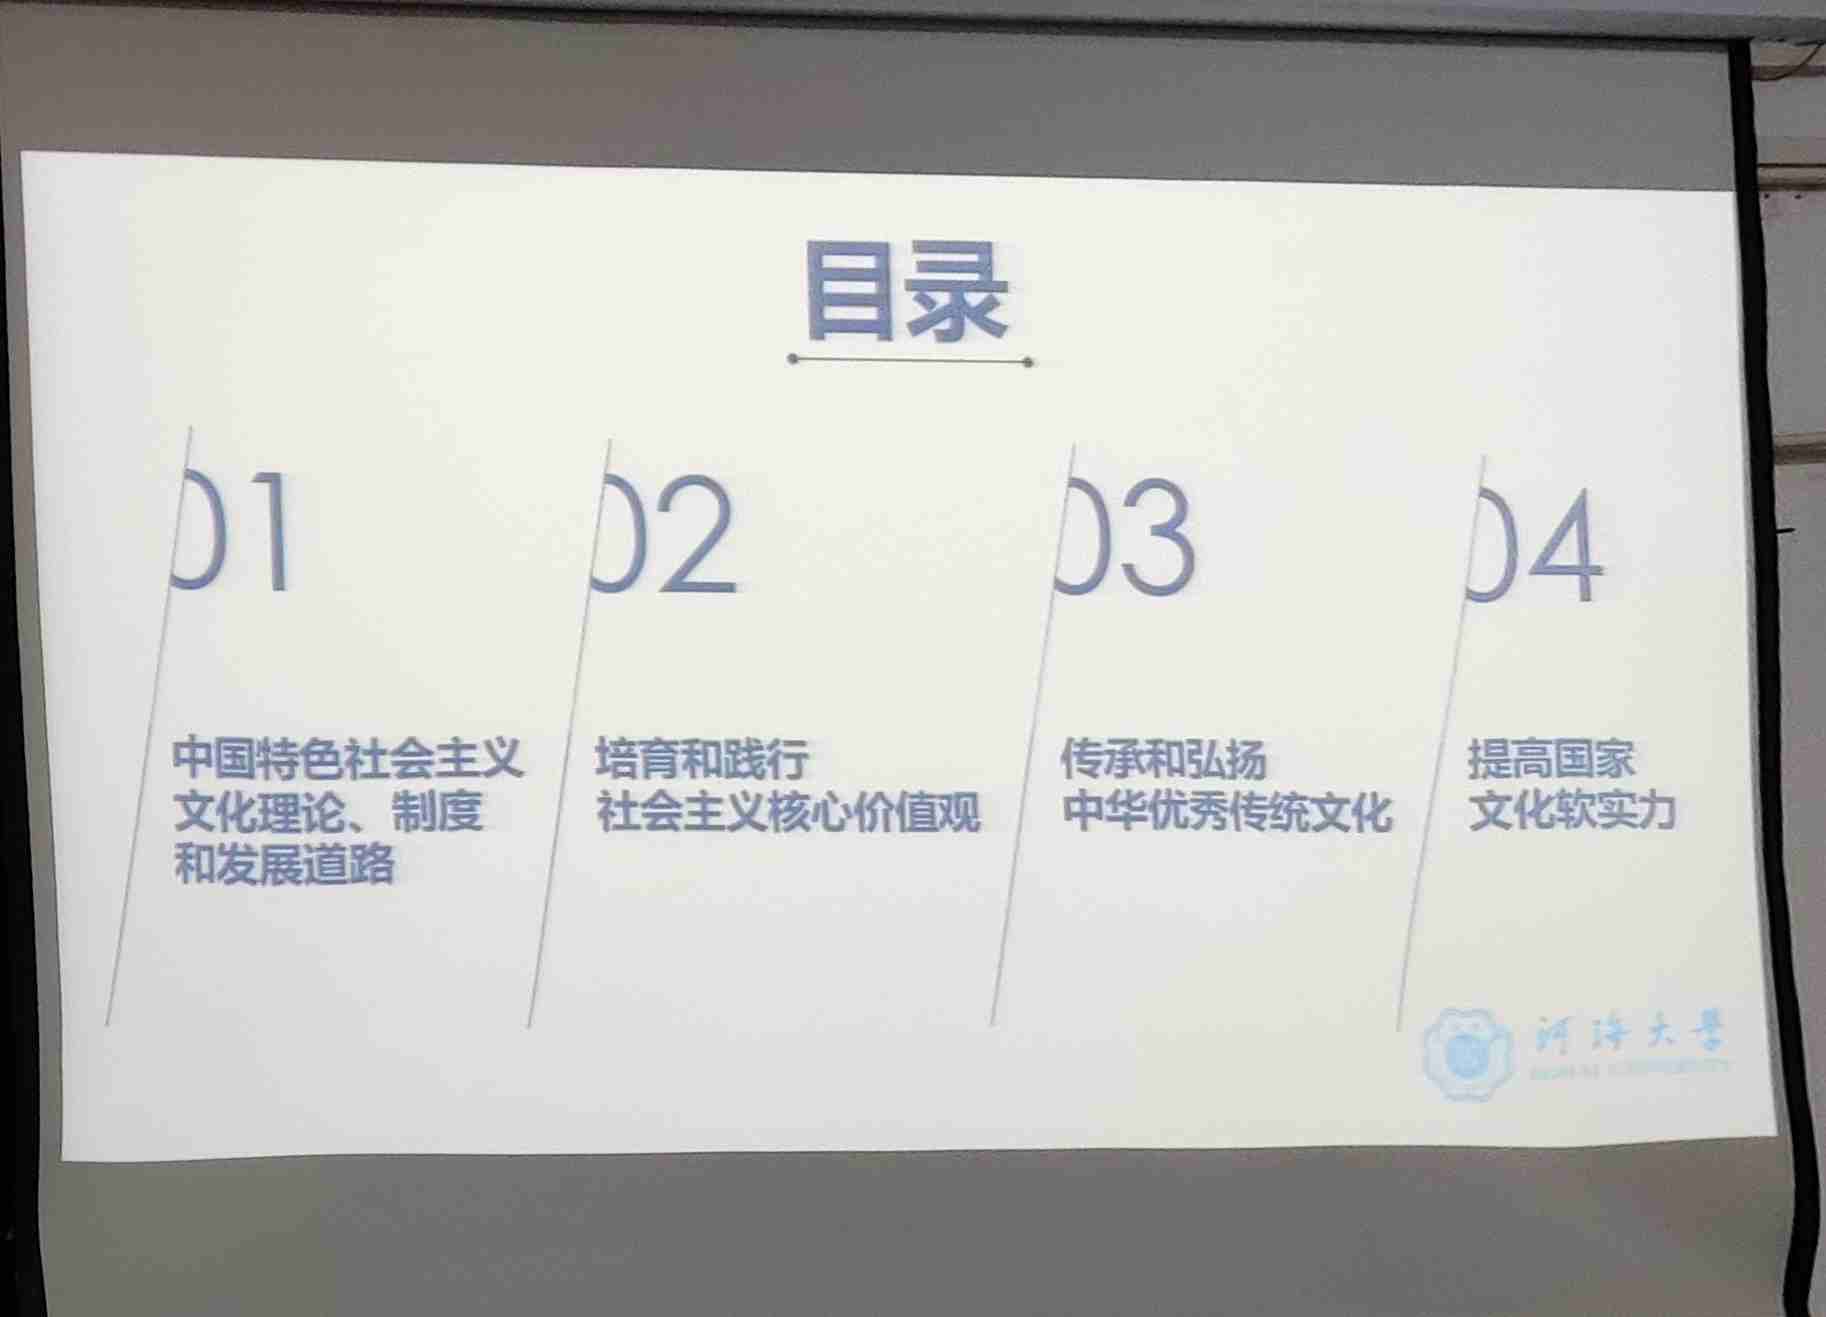 目录
01
中国特色社会主义
文化理论、制度
和发展道路
02
培育和践行
社会主义核心价值观
03
传承和弘扬
中华优秀传统文化
04
提高国家
文化软实力
河海大学